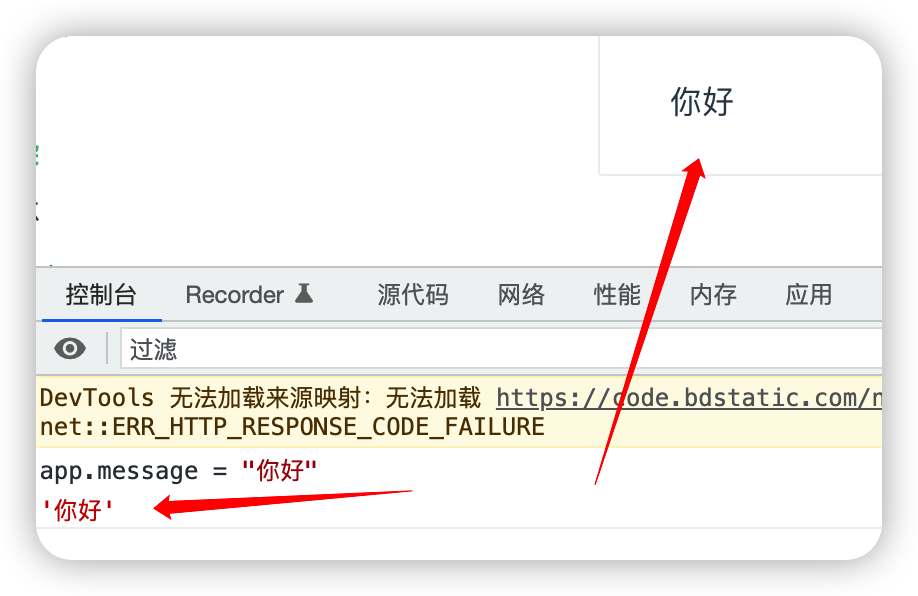 你好
控制台 Recorder 源代码 网络 性能 内存 应用
过滤
DevTools 无法加载来源映射：无法加载 https://code.bdstatic.com/n
net::ERR_HTTP_RESPONSE_CODE_FAILURE
app.message = "你好"
'你好'